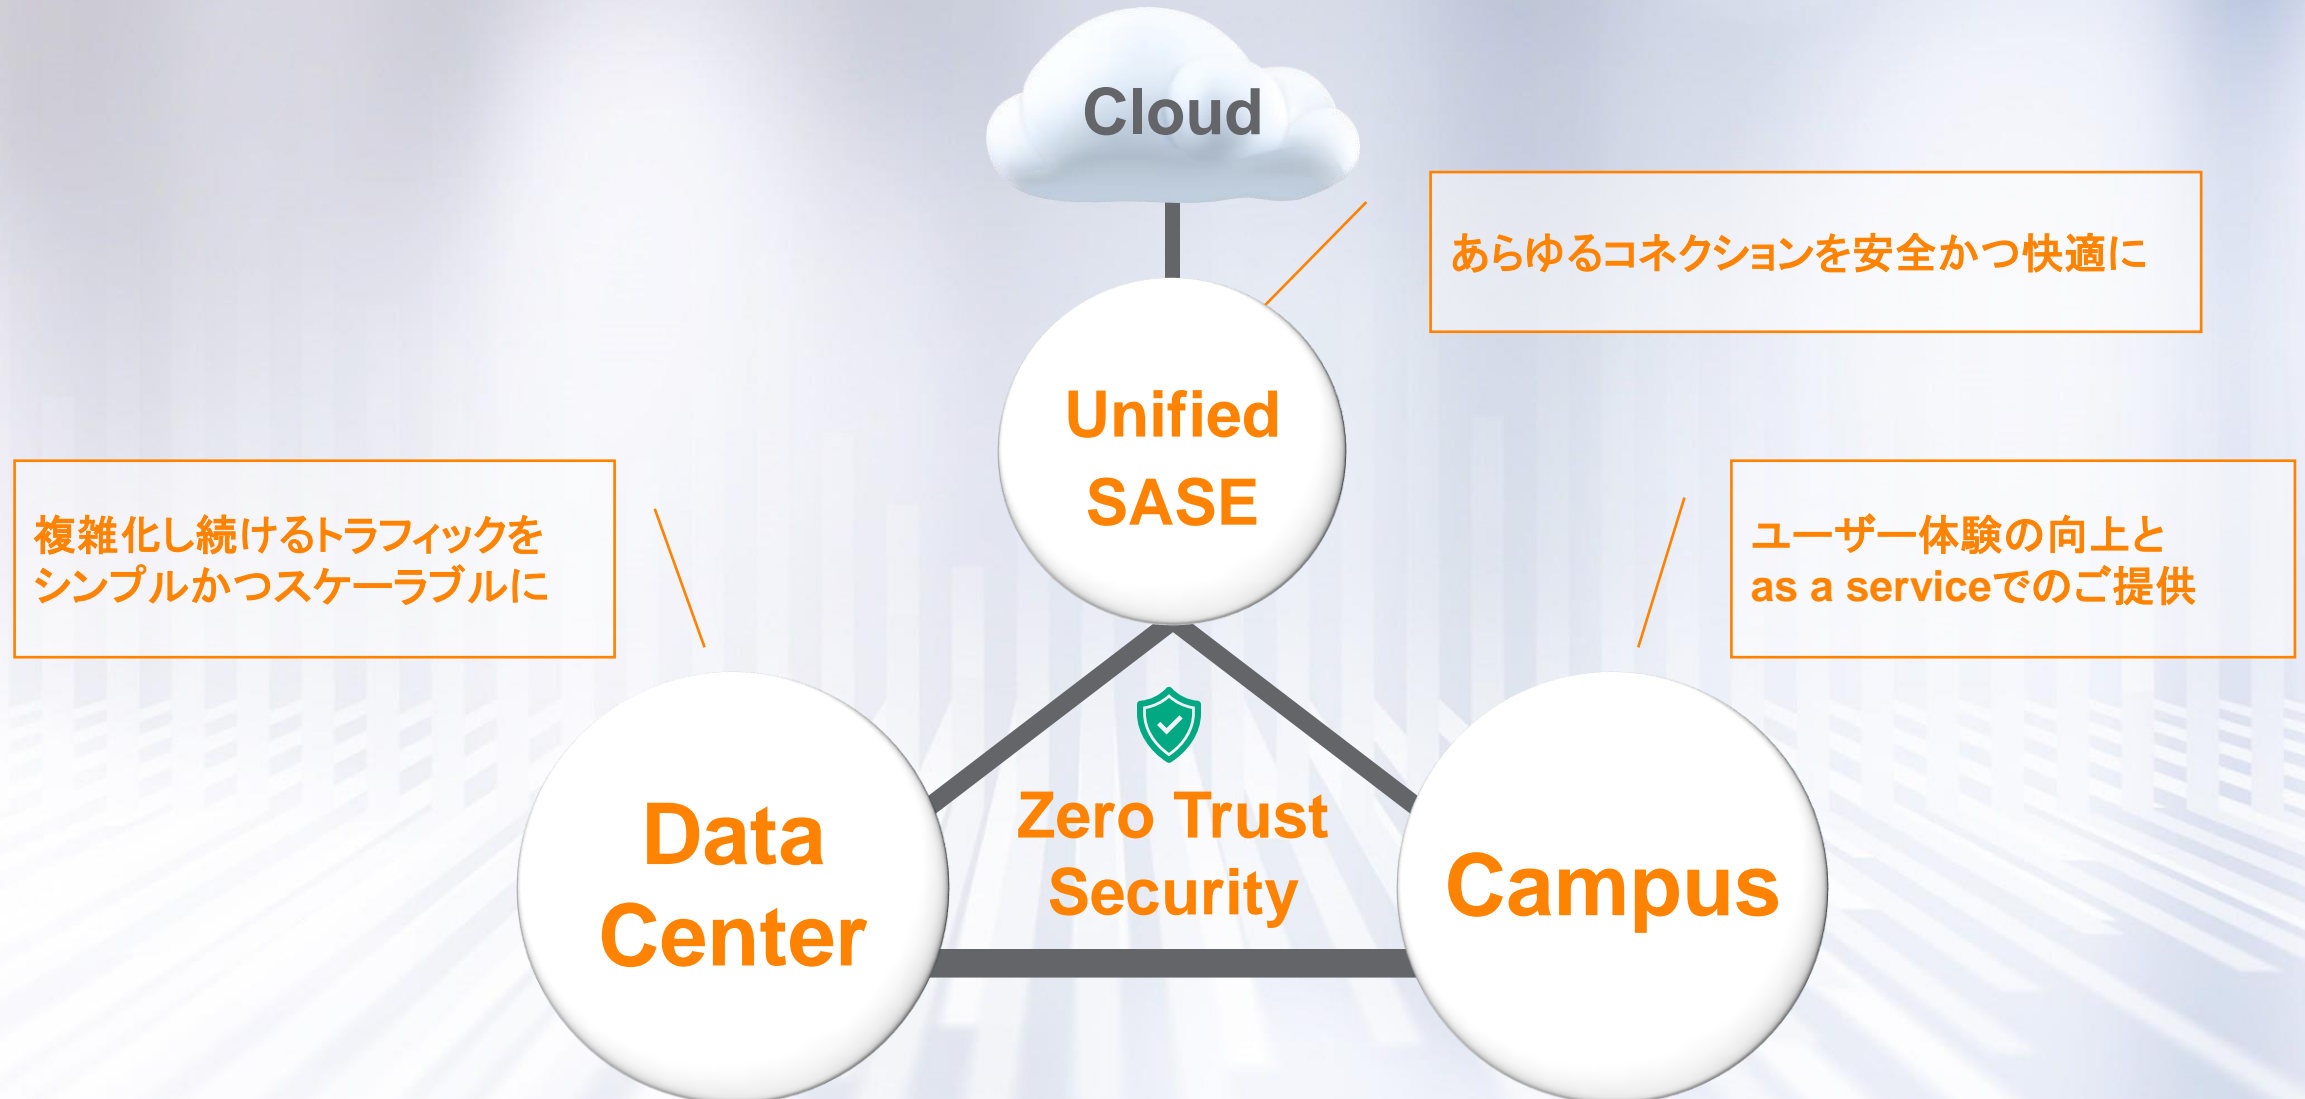 Cloud
あらゆるコネクションを安全かつ快適に
Unified
SASE
複雑化し続けるトラフィックを
シンプルかつスケーラブルに
ユーザー体験の向上と
as a serviceでのご提供
Zero Trust
Security
Data
Center
Campus